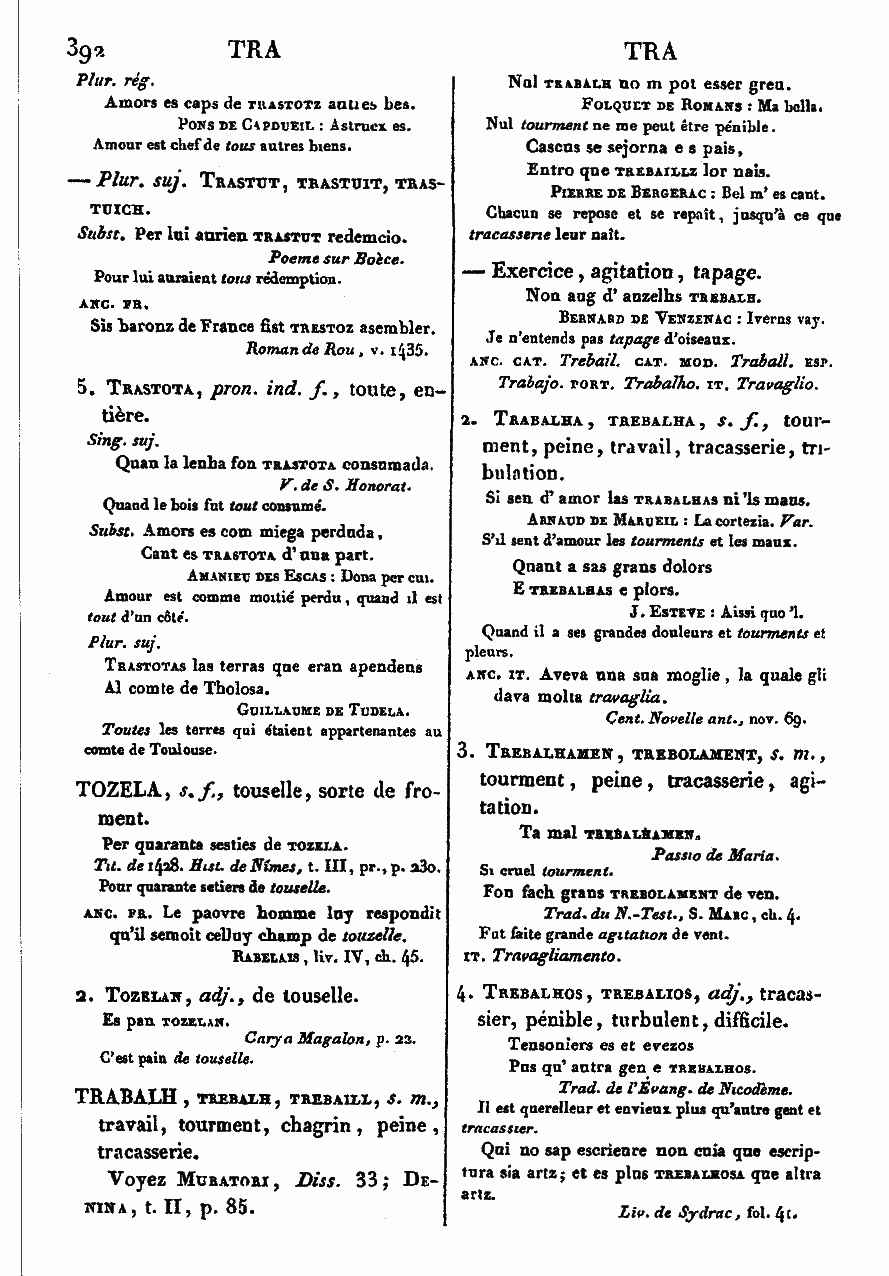 392 TRA
Plur. rég.
Amors es caps de TRASTOTZ autres bes.
PONS DE CAPDUEIL : Astrucx es.
Amour est chef de tous autres biens.
— Plur. suj. TRASTUT, TRASTUIT, TRAS-
TUICH.
Subst. Per lui aurien TRASTUT redemcio.
Poeme sur Boèce.
Pour lui auraient tous rédemption.
ANC. FR.
Sis baronz de France fist TRESTOZ asembler.
Roman de Rou, v. 1435.
5. TRASTOTA, pron. ind. f., toute, en-
tière.
Sing. suj.
Quan la lenha fon TRASTOTA consumada.
V. de S. Honorat.
Quand le bois fut tout consumé.
Subst. Amors es com miega perduda,
Cant es TRASTOTA d'una part.
AMANIEU DES ESCAS : Dona per cui.
Amour est comme moitié perdu, quand il est
tout d'un côté.
Plur. suj.
TRASTOTAS las terras que eran apendens
Al comte de Tholosa.
GUILLAUME DE TUDELA.
Toutes les terres qui étaient appartenantes au
comte de Toulouse.
TOZELA, s. f., touselle, sorte de fro-
ment.
Per quaranta sesties de TOZELA.
Tit. de 1428. Hist. de Nîmes, t. III, pr., p. 230.
Pour quarante setiers de touselle.
ANC. FR. Le paovre homme luy respondit
qu'il semoit celluy champ de touzelle.
RABELAIS, liv. IV, ch. 45.
2. TOZELAN, adj., de touselle.
Es pan TOZELAN.
Carya Magalon, p. 22.
C'est pain de touselle.
TRABALH, TREBALH, TREBAILL, s. m.,
travail, tourment, chagrin, peine,
tracasserie.
Voyez MURATORI, Diss. 33; DE-
NINA, t. II, p. 85.
TRA
Nul TRABALH no m pot esser greu.
FOLQUET DE ROMANS : Ma bella.
Nul tourment ne me peut être pénible.
Cascus se sejorna e s pais,
Entro que TREBAILLZ lor nais.
PIERRE DE BERGERAC : Bel m' es cant.
Chacun se repose et se repaît, jusqu'à ce que
tracasserie leur naît.
— Exercice, agitation, tapage.
Non aug d' auzelhs TREBALH.
BERNARD DE VENZENAC : Iverns vay.
Je n'entends pas tapage d'oiseaux.
ANC. CAT. Trebail. CAT. MOD. Traball. ESP.
Trabajo. PORT. Trabalho. IT. Travaglio.
2. TRABALHA, TREBALHA, s. f., tour-
ment, peine, travail, tracasserie, tri-
bulation.
Si sen d' amor las TRABALHAS ni 'ls maus.
ARNAUD DE MARUEIL : La cortezia. Var.
S'il sent d'amour les tourments et les maux.
Quant a sas grans dolors
E TREBALHAS e plors.
J. ESTEVE : Aissi quo 'l.
Quand il a ses grandes douleurs et tourments et
pleurs.
ANC. IT. Aveva una sua moglie, la quale gli
dava molta travaglia.
Cent. Novelle ant., nov. 69.
3. TREBALHAMEN, TREBOLAMENT, s. m.,
tourment, peine, tracasserie, agi-
tation.
Ta mal TREBALHAMEN.
Passio de Maria.
Si cruel tourment.
Fon fach grans TREBOLAMENT de ven.
Trad. du N.-Test., S. MARC, ch. 4.
Fut faite grande agitation de vent.
IT. Travagliamento.
4. TREBALHOS, TREBALIOS, adj., tracas-
sier, pénible, turbulent, difficile.
Tensoniers es et evezos
Pus qu' autra gen e TREBALHOS.
Trad. de l'Évang. de Nicodème.
Il est querelleur et envieux plus qu'autre gent et
tracassier.
Qui no sap escrieure non cuia que escrip-
tura sia artz; et es plus TREBALHOSA que altra
artz.
Liv. de Sydrac, fol. 41.